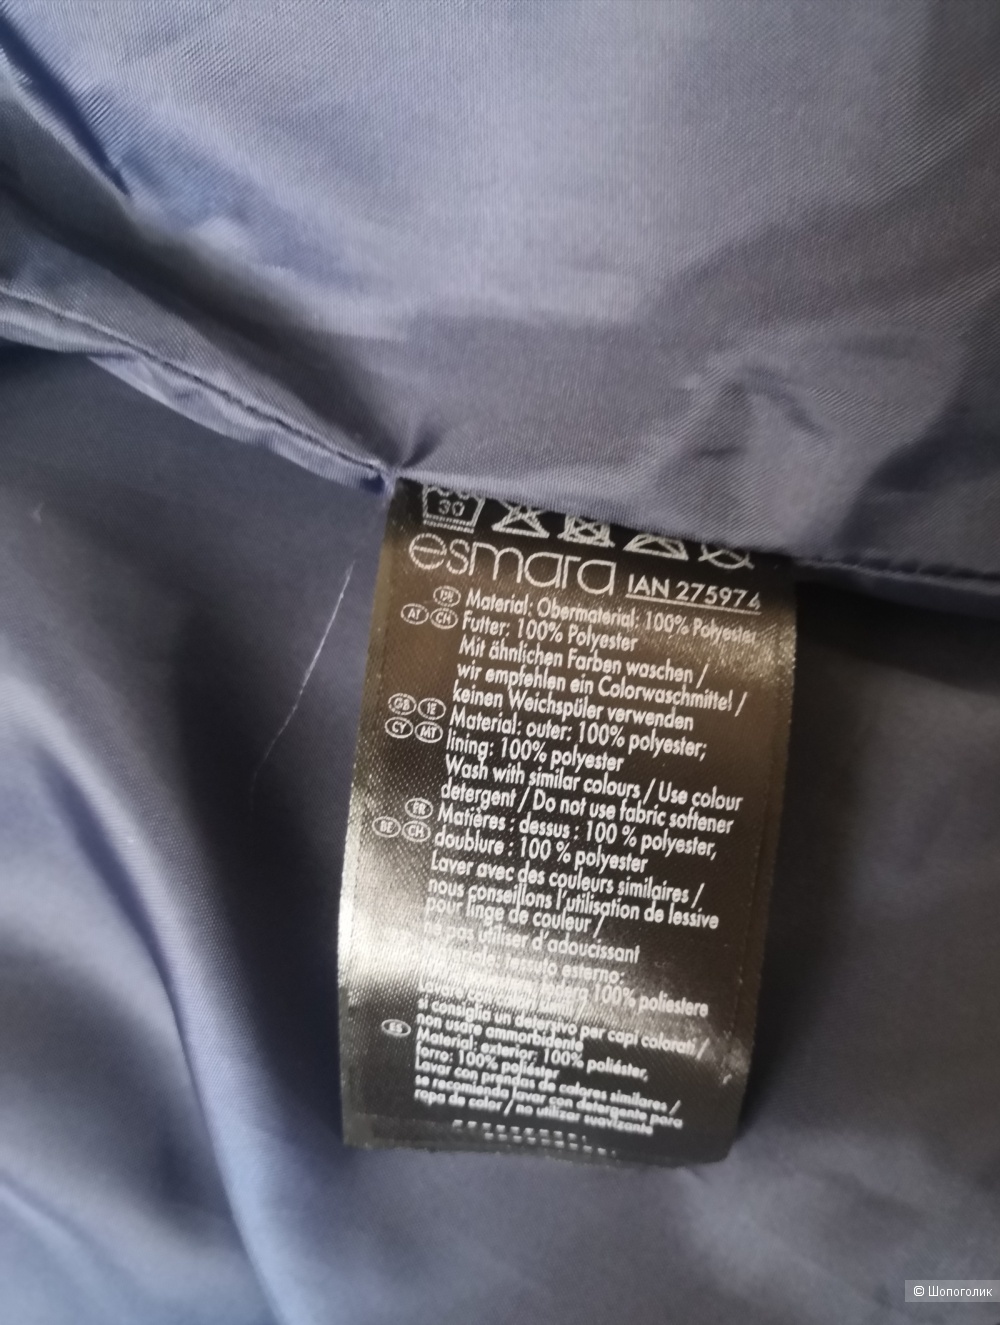 30
esmara IAN 275974
DE Material: Obermaterial: 100% Polyester
AT CH Futter: 100% Polyester
Mit ähnlichen Farben waschen /
wir empfehlen ein Colorwaschmittel /
keinen Weichspüler verwenden
GB IE Material: outer: 100% polyester;
CY MT lining: 100% polyester
Wash with similar colours / Use colour
detergent / Do not use fabric softener
FR Matières : dessus : 100 % polyester,
BE CH doublure : 100 % polyester
Laver avec des couleurs similaires /
nous conseillons l'utilisation de lessive
pour linge de couleur /
pas utiliser d'adoucissant
tessuto esterno:
100% poliestere
si consiglia un detersivo per capi colorati /
non usare ammorbidente
ES Material: exterior: 100% poliéster,
forro: 100% poliéster
Lavar con prendas de colores similares /
se recomienda lavar con detergente para
ropa de color / no utilizar suavizante
© Шопоголик